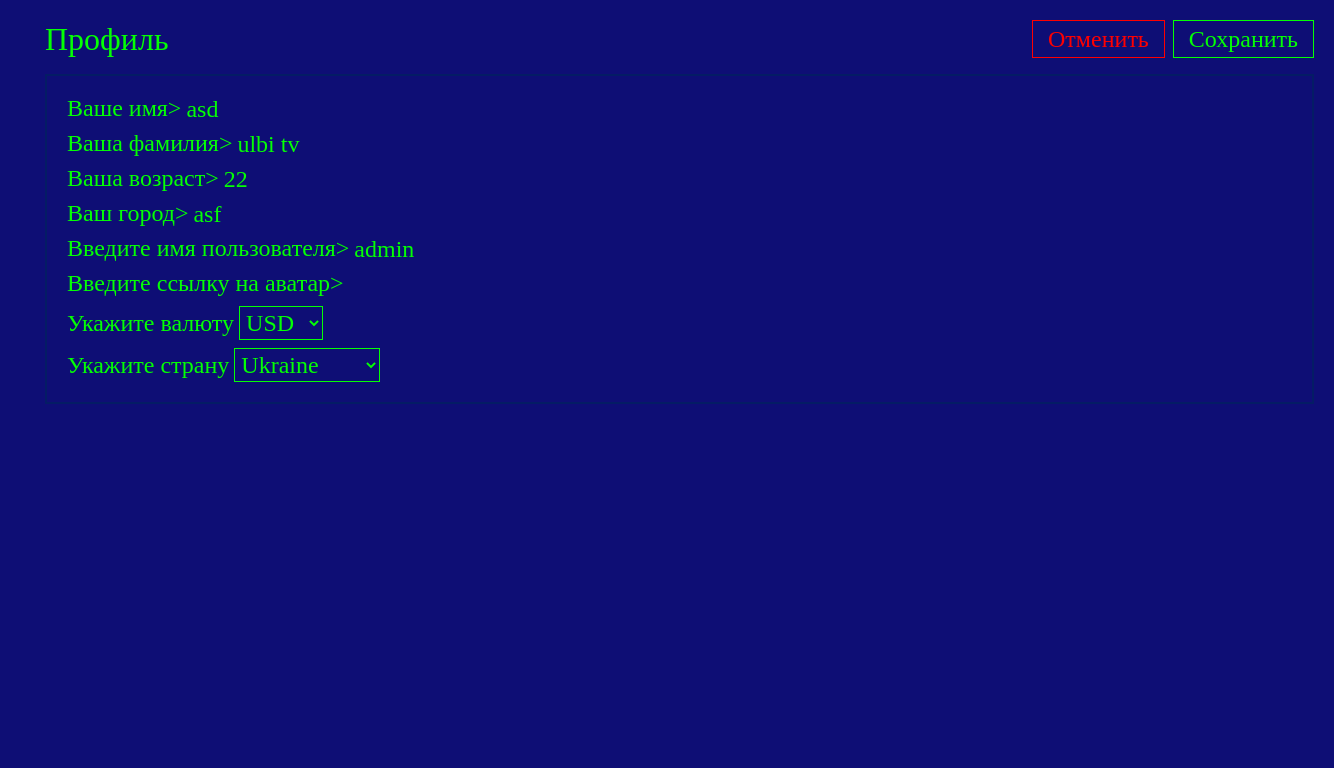 Профиль
Отменить
Сохранить
Ваше имя> asd
Ваша фамилия> ulbi tv
Ваша возраст> 22
Ваш город> asf
Введите имя пользователя> admin
Введите ссылку на аватар>
Укажите валюту USD
Укажите страну Ukraine